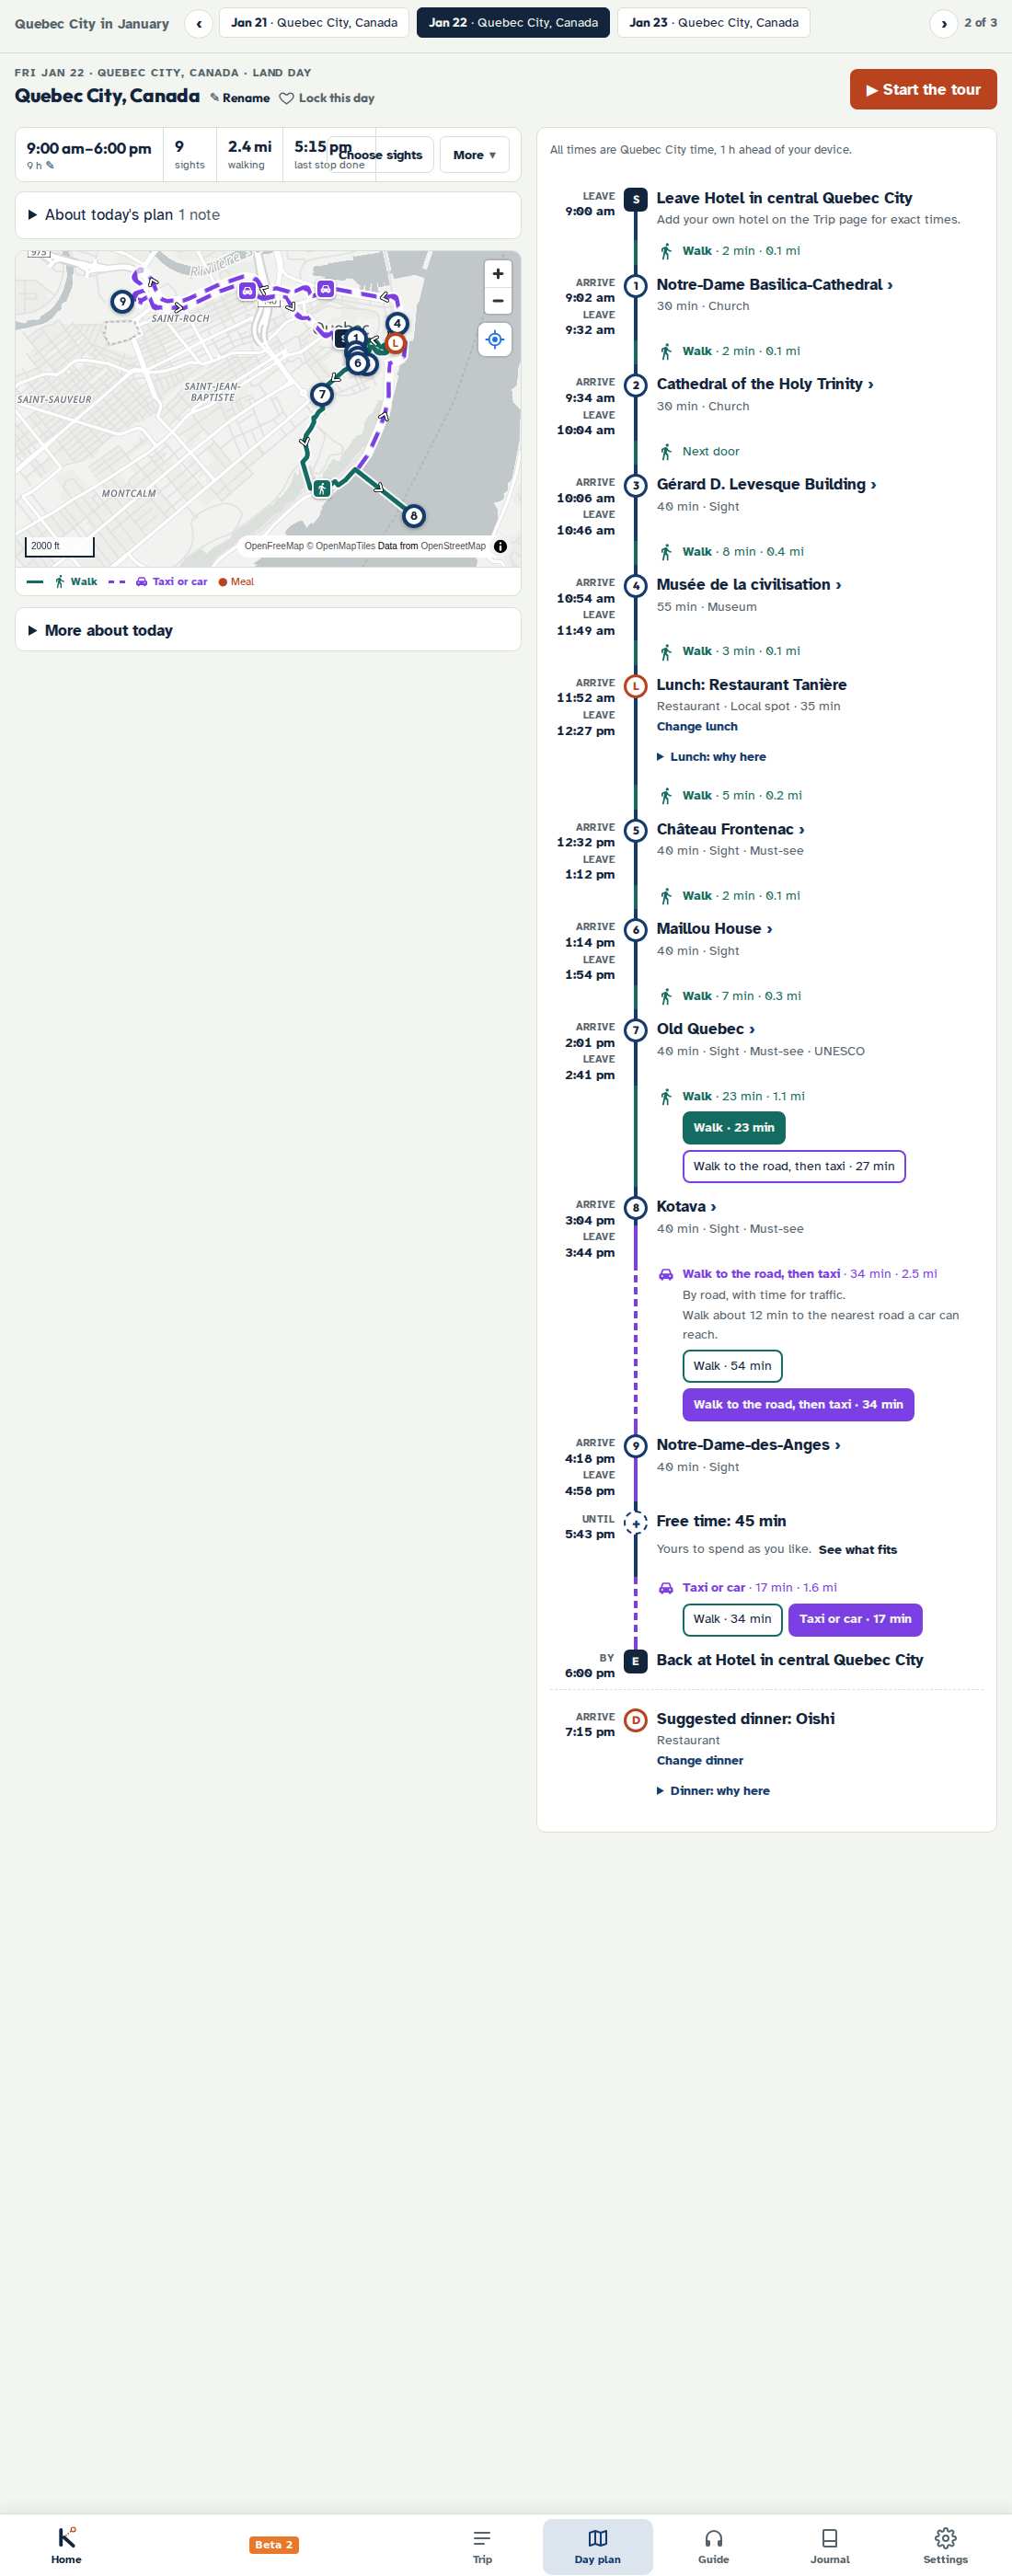 Quebec City in January
‹
Jan 21 · Quebec City, Canada
Jan 22 · Quebec City, Canada
Jan 23 · Quebec City, Canada
›
2 of 3
FRI JAN 22 · QUEBEC CITY, CANADA · LAND DAY
Quebec City, Canada
✎ Rename
Lock this day
▶ Start the tour
9:00 am–6:00 pm
9 h ✎
9
sights
2.4 mi
walking
5:15 pm
last stop done
Choose sights
More ▾
▶ About today's plan 1 note
975
Rivière
9
SAINT-ROCH
Quebec
4
S
1
L
6
SAINT-JEAN-
BAPTISTE
7
SAINT-SAUVEUR
MONTCALM
8
+
−
2000 ft
OpenFreeMap © OpenMapTiles Data from OpenStreetMap
Walk
Taxi or car
Meal
▶ More about today
All times are Quebec City time, 1 h ahead of your device.
LEAVE
9:00 am
S
Leave Hotel in central Quebec City
Add your own hotel on the Trip page for exact times.
Walk · 2 min · 0.1 mi
ARRIVE
9:02 am
LEAVE
9:32 am
1
Notre-Dame Basilica-Cathedral ›
30 min · Church
Walk · 2 min · 0.1 mi
ARRIVE
9:34 am
LEAVE
10:04 am
2
Cathedral of the Holy Trinity ›
30 min · Church
Next door
ARRIVE
10:06 am
LEAVE
10:46 am
3
Gérard D. Levesque Building ›
40 min · Sight
Walk · 8 min · 0.4 mi
ARRIVE
10:54 am
LEAVE
11:49 am
4
Musée de la civilisation ›
55 min · Museum
Walk · 3 min · 0.1 mi
ARRIVE
11:52 am
LEAVE
12:27 pm
L
Lunch: Restaurant Tanière
Restaurant · Local spot · 35 min
Change lunch
▶ Lunch: why here
Walk · 5 min · 0.2 mi
ARRIVE
12:32 pm
LEAVE
1:12 pm
5
Château Frontenac ›
40 min · Sight · Must-see
Walk · 2 min · 0.1 mi
ARRIVE
1:14 pm
LEAVE
1:54 pm
6
Maillou House ›
40 min · Sight
Walk · 7 min · 0.3 mi
ARRIVE
2:01 pm
LEAVE
2:41 pm
7
Old Quebec ›
40 min · Sight · Must-see · UNESCO
Walk · 23 min · 1.1 mi
Walk · 23 min
Walk to the road, then taxi · 27 min
ARRIVE
3:04 pm
LEAVE
3:44 pm
8
Kotava ›
40 min · Sight · Must-see
Walk to the road, then taxi · 34 min · 2.5 mi
By road, with time for traffic.
Walk about 12 min to the nearest road a car can
reach.
Walk · 54 min
Walk to the road, then taxi · 34 min
ARRIVE
4:18 pm
LEAVE
4:58 pm
9
Notre-Dame-des-Anges ›
40 min · Sight
UNTIL
5:43 pm
+
Free time: 45 min
Yours to spend as you like. See what fits
Taxi or car · 17 min · 1.6 mi
Walk · 34 min
Taxi or car · 17 min
BY
6:00 pm
E
Back at Hotel in central Quebec City
ARRIVE
7:15 pm
D
Suggested dinner: Oishi
Restaurant
Change dinner
▶ Dinner: why here
Home
Beta 2
Trip
Day plan
Guide
Journal
Settings